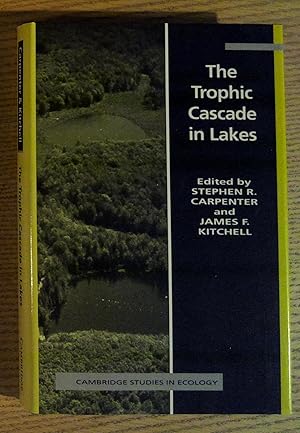 The
Trophic
Cascade
in Lakes
Edited by
STEPHEN R.
CARPENTER
and
JAMES F.
KITCHELL
CAMBRIDGE STUDIES IN ECOLOGY
Carpenter & Kitchell
The Trophic Cascade in Lakes